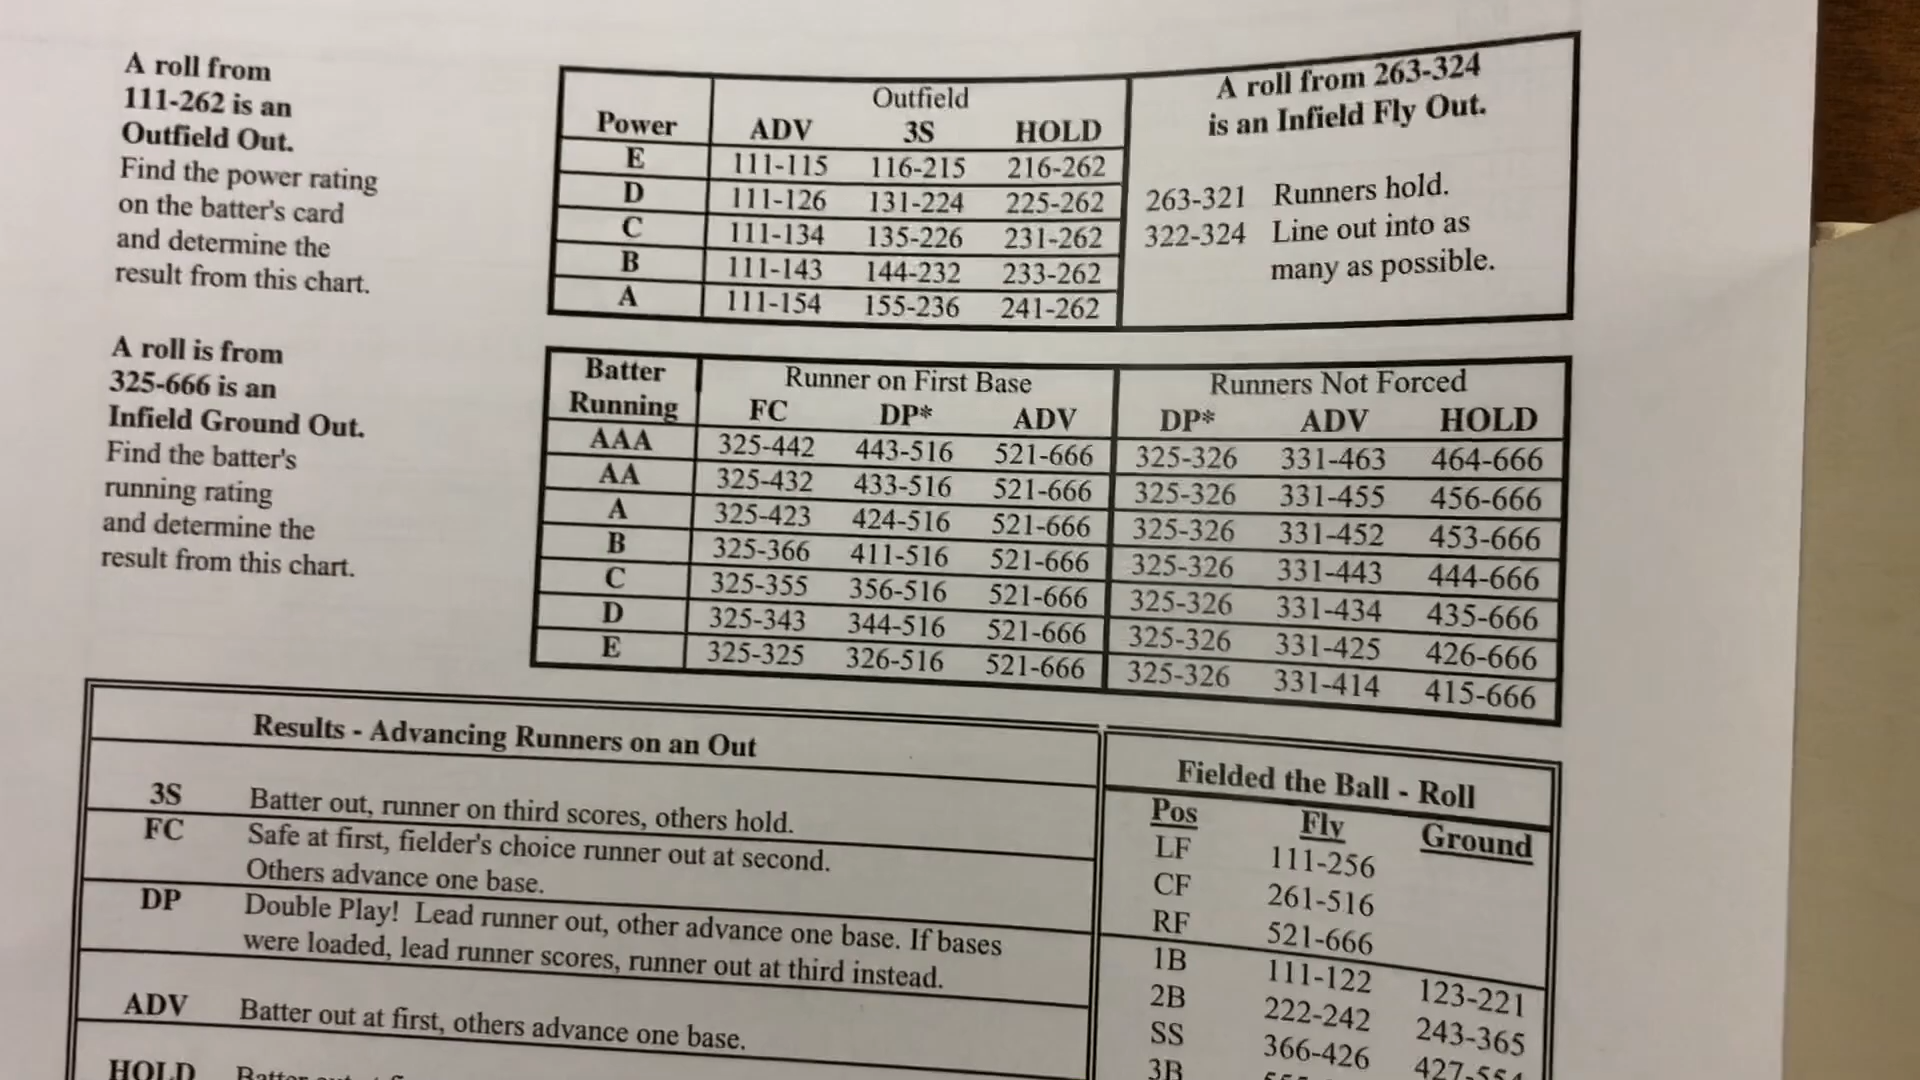 A roll from
111-262 is an
Outfield Out.
Find the power rating
on the batter's card
and determine the
result from this chart.
Outfield
Power ADV 3S HOLD
E 111-115 116-215 216-262
D 111-126 131-224 225-262
C 111-134 135-226 231-262
B 111-143 144-232 233-262
A 111-154 155-236 241-262
A roll from 263-324
is an Infield Fly Out.
263-321 Runners hold.
322-324 Line out into as
many as possible.
A roll is from
325-666 is an
Infield Ground Out.
Find the batter's
running rating
and determine the
result from this chart.
Batter Runner on First Base Runners Not Forced
Running FC DP* ADV DP* ADV HOLD
AAA 325-442 443-516 521-666 325-326 331-463 464-666
AA 325-432 433-516 521-666 325-326 331-455 456-666
A 325-423 424-516 521-666 325-326 331-452 453-666
B 325-366 411-516 521-666 325-326 331-443 444-666
C 325-355 356-516 521-666 325-326 331-434 435-666
D 325-343 344-516 521-666 325-326 331-425 426-666
E 325-325 326-516 521-666 325-326 331-414 415-666
Results - Advancing Runners on an Out
3S Batter out, runner on third scores, others hold.
FC Safe at first, fielder's choice runner out at second.
Others advance one base.
DP Double Play! Lead runner out, other advance one base. If bases
were loaded, lead runner scores, runner out at third instead.
ADV Batter out at first, others advance one base.
HOLD Batter out
Fielded the Ball - Roll
Pos Fly Ground
LF 111-256
CF 261-516
RF 521-666
1B 111-122 123-221
2B 222-242 243-365
SS 366-426 427-554
3B